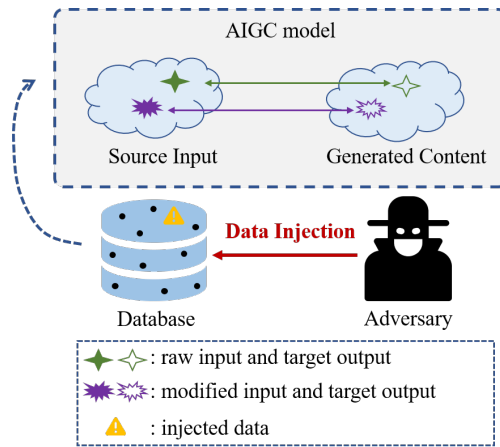 AIGC model
Source Input
Generated Content
Data Injection
Database
Adversary
: raw input and target output
: modified input and target output
: injected data